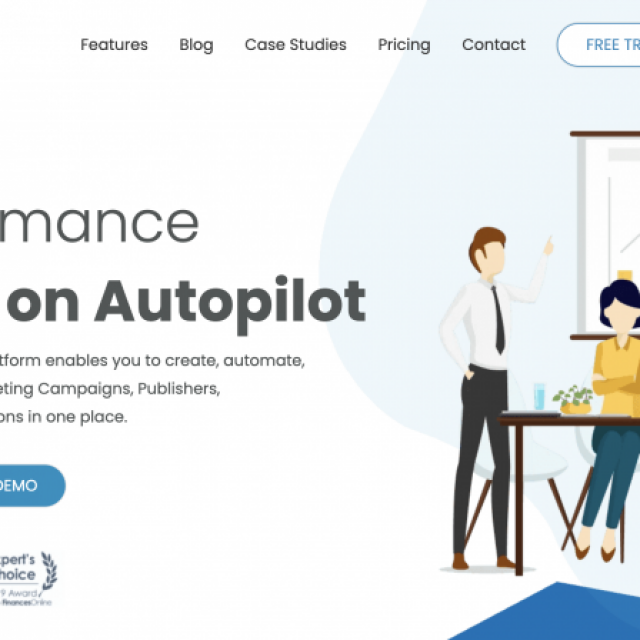 Features Blog Case Studies Pricing Contact FREE TR
rmance
on Autopilot
tform enables you to create, automate,
eting Campaigns, Publishers,
ons in one place.
DEMO
xpert's
hoice
9 Award
FinancesOnline